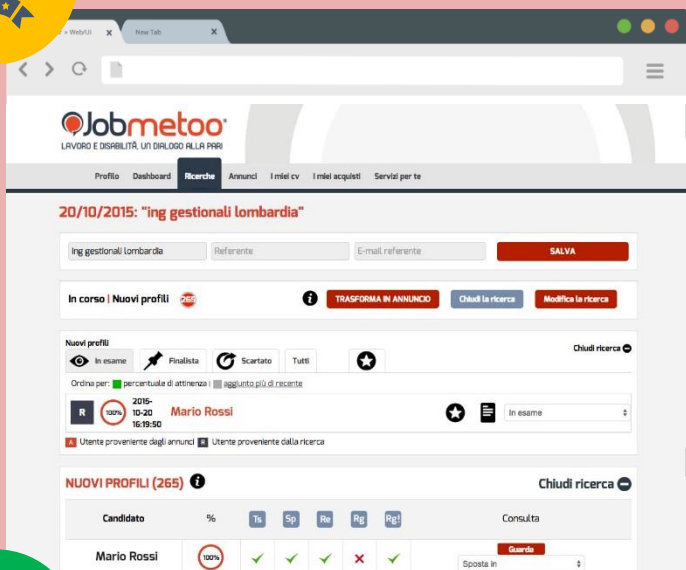 + Web/Ui X New Tab X
Jobmetoo
LAVORO E DISABILITÀ, UN DIALOGO ALLA PARI
Profilo Dashboard Ricerche Annunci I miei cv I miei acquisti Servizi per te
20/10/2015: "ing gestionali lombardia"
ing gestionali lombardia Referente E-mail referente SALVA
In corso | Nuovi profili 265 i TRASFORMA IN ANNUNCIO Chiudi la ricerca Modifica la ricerca
Nuovi profili Chiudi ricerca
In esame Finalista Scartato Tutti
Ordina per: percentuale di attinenza | aggiunto più di recente
R 100% 2015-10-20 16:19:50 Mario Rossi In esame
A Utente proveniente dagli annunci R Utente proveniente dalla ricerca
NUOVI PROFILI (265) i Chiudi ricerca
Candidato % Ts Sp Re Rg Rg! Consulta
Guarda
Mario Rossi 100% Sposta in